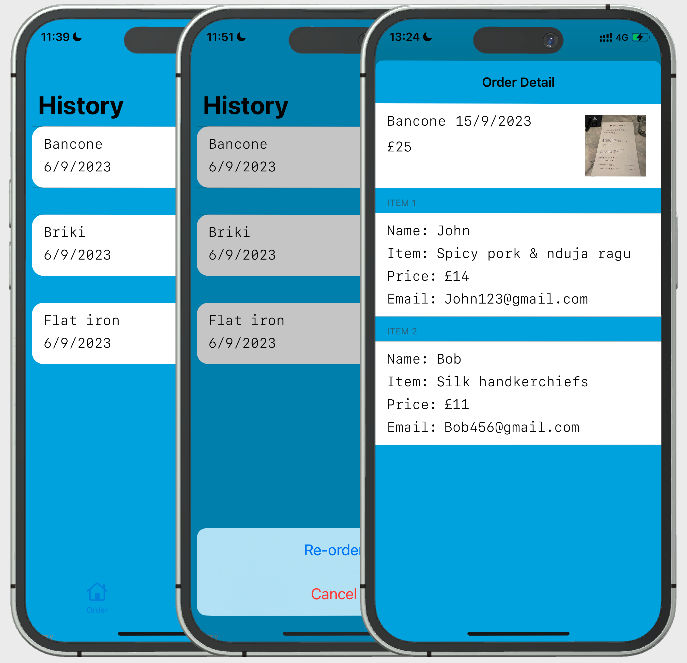 11:39
History
Bancone
6/9/2023
Briki
6/9/2023
Flat iron
6/9/2023
Order
11:51
History
Bancone
6/9/2023
Briki
6/9/2023
Flat iron
6/9/2023
Re-order
Cancel
13:24
4G
Order Detail
Bancone 15/9/2023
£25
ITEM 1
Name: John
Item: Spicy pork & nduja ragu
Price: £14
Email: John123@gmail.com
ITEM 2
Name: Bob
Item: Silk handkerchiefs
Price: £11
Email: Bob456@gmail.com